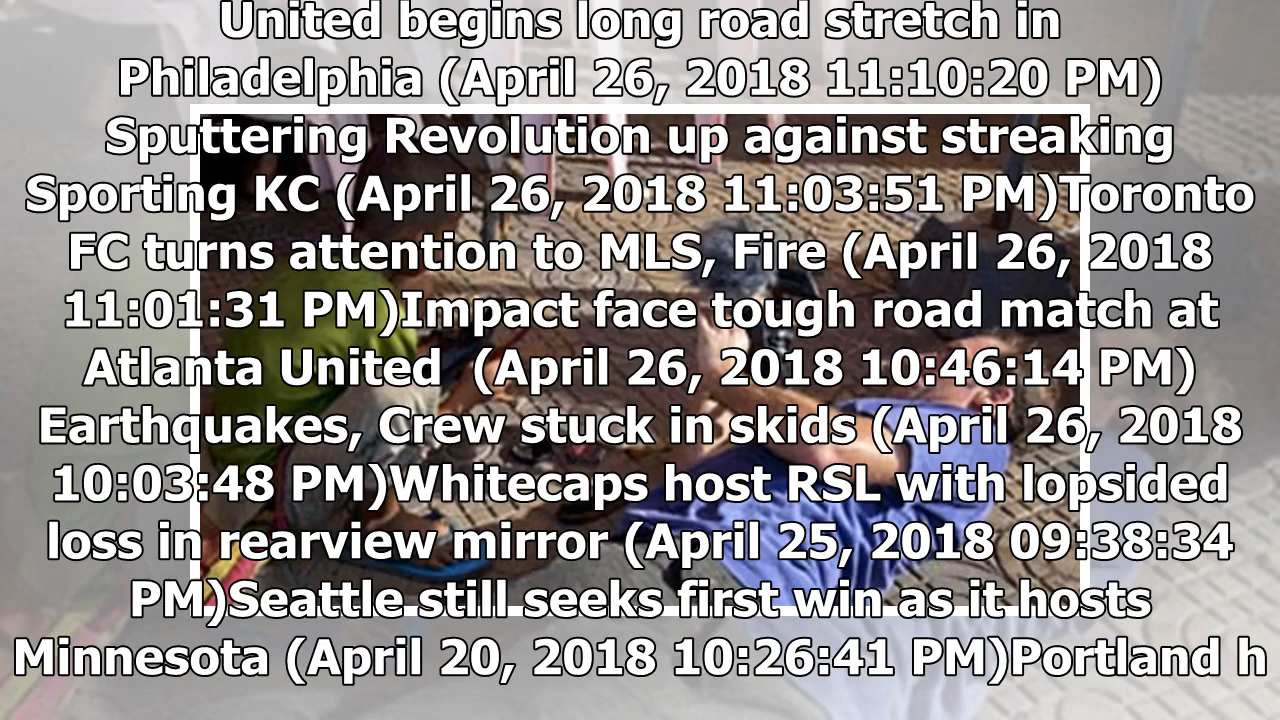 United begins long road stretch in
Philadelphia (April 26, 2018 11:10:20 PM)
Sputtering Revolution up against streaking
Sporting KC (April 26, 2018 11:03:51 PM)Toronto
FC turns attention to MLS, Fire (April 26, 2018
11:01:31 PM)Impact face tough road match at
Atlanta United  (April 26, 2018 10:46:14 PM)
Earthquakes, Crew stuck in skids (April 26, 2018
10:03:48 PM)Whitecaps host RSL with lopsided
loss in rearview mirror (April 25, 2018 09:38:34
PM)Seattle still seeks first win as it hosts
Minnesota (April 20, 2018 10:26:41 PM)Portland h